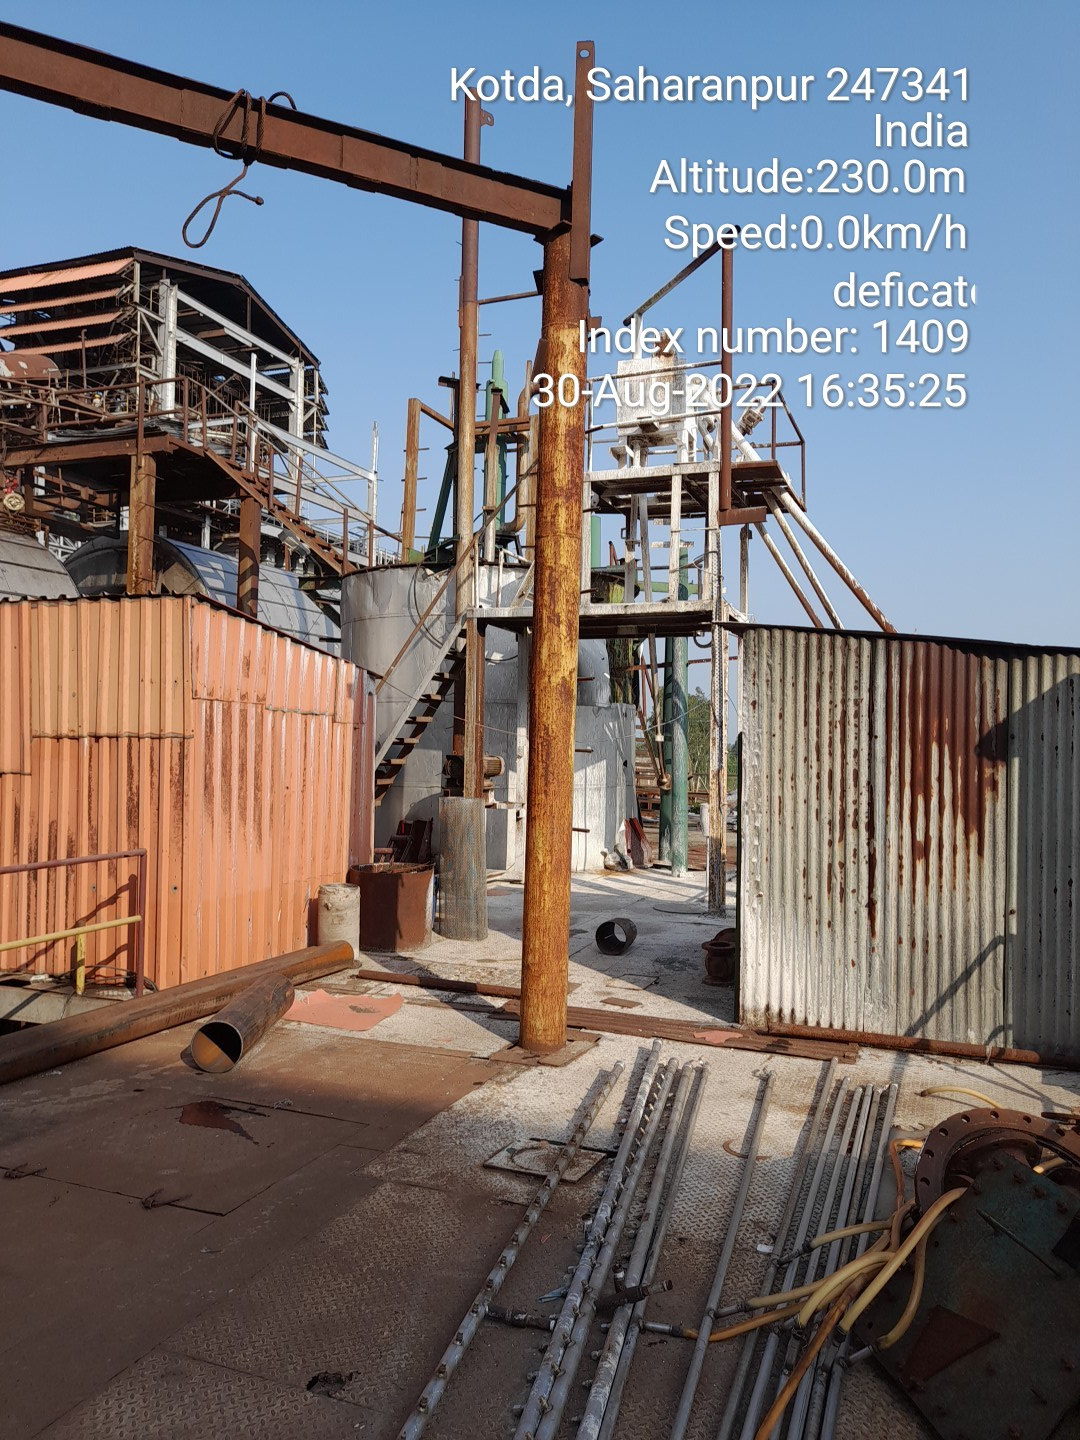 Kotda, Saharanpur 247341
India
Altitude:230.0m
Speed:0.0km/h
deficat
Index number: 1409
30-Aug-2022 16:35:25